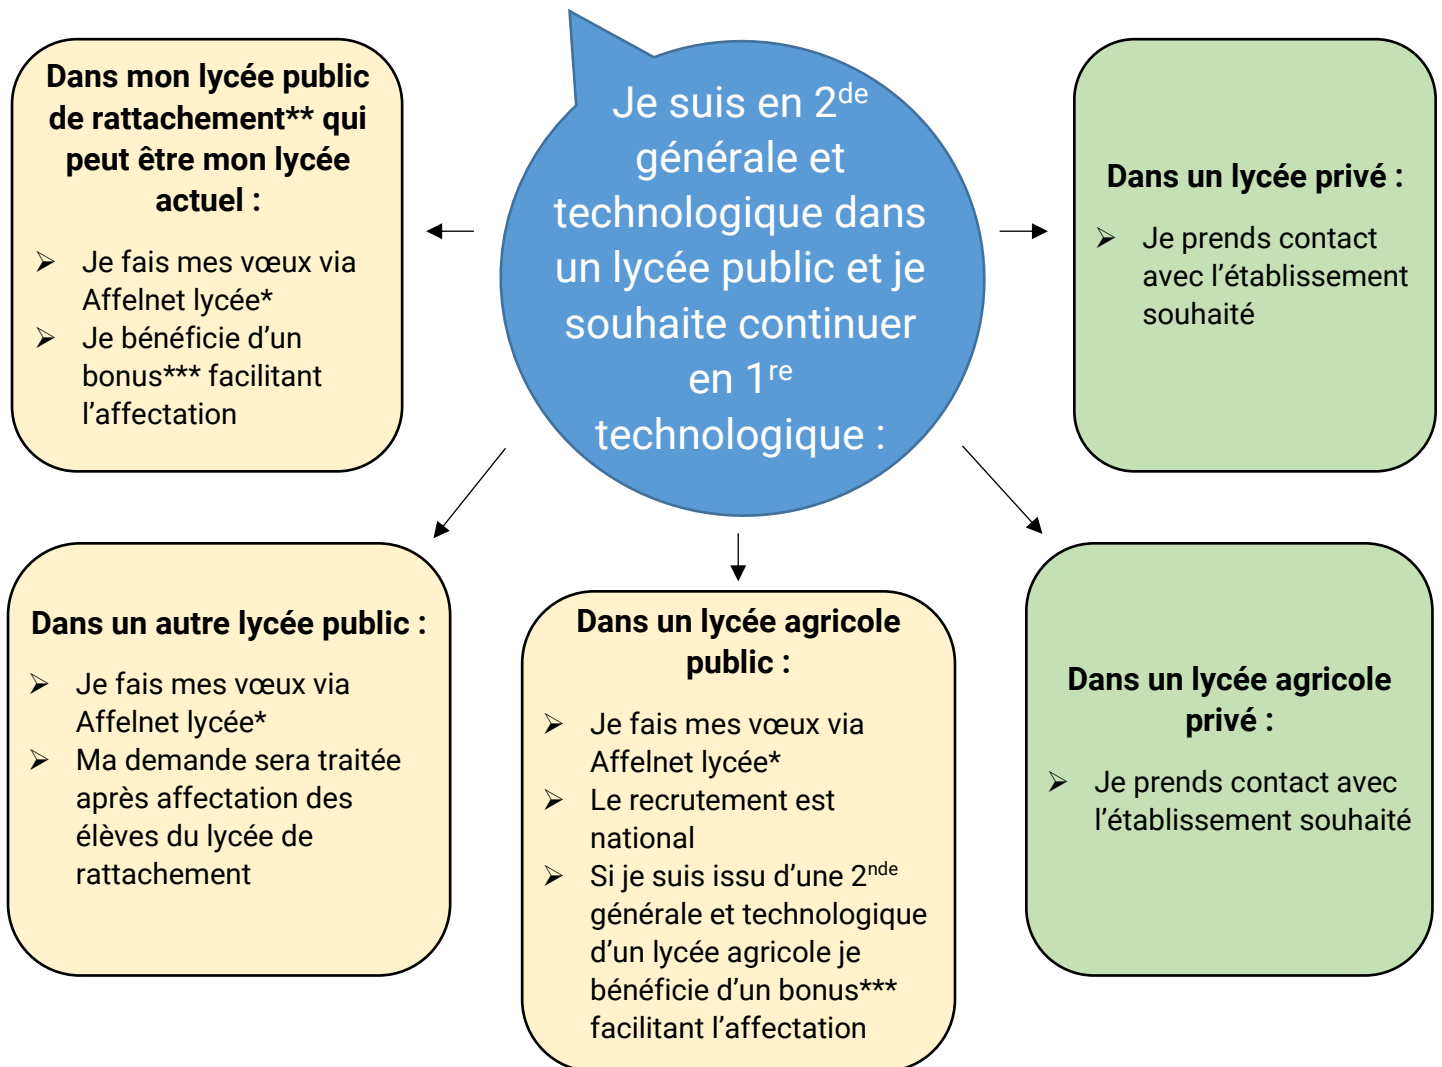 Dans mon lycée public
de rattachement** qui
peut être mon lycée
actuel :
➢ Je fais mes vœux via
Affelnet lycée*
➢ Je bénéficie d’un
bonus*** facilitant
l’affectation
Je suis en 2de
générale et
technologique dans
un lycée public et je
souhaite continuer
en 1re
technologique :
Dans un lycée privé :
➢ Je prends contact
avec l’établissement
souhaité
Dans un autre lycée public :
➢ Je fais mes vœux via
Affelnet lycée*
➢ Ma demande sera traitée
après affectation des
élèves du lycée de
rattachement
Dans un lycée agricole
public :
➢ Je fais mes vœux via
Affelnet lycée*
➢ Le recrutement est
national
➢ Si je suis issu d’une 2nde
générale et technologique
d’un lycée agricole je
bénéficie d’un bonus***
facilitant l’affectation
Dans un lycée agricole
privé :
➢ Je prends contact avec
l’établissement souhaité